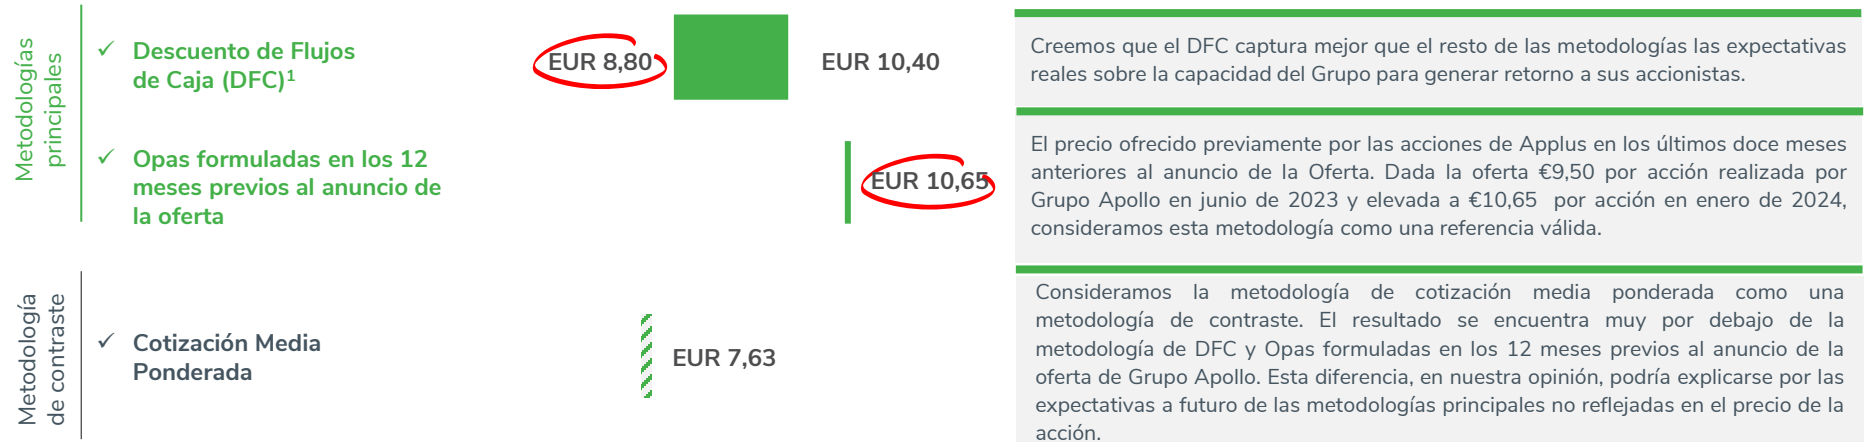 Metodologías
principales
✓ Descuento de Flujos
de Caja (DFC)¹
EUR 8,80
EUR 10,40
Creemos que el DFC captura mejor que el resto de las metodologías las expectativas
reales sobre la capacidad del Grupo para generar retorno a sus accionistas.
✓ Opas formuladas en los 12
meses previos al anuncio de
la oferta
EUR 10,65
El precio ofrecido previamente por las acciones de Applus en los últimos doce meses
anteriores al anuncio de la Oferta. Dada la oferta €9,50 por acción realizada por
Grupo Apollo en junio de 2023 y elevada a €10,65 por acción en enero de 2024,
consideramos esta metodología como una referencia válida.
Metodología
de contraste
✓ Cotización Media
Ponderada
EUR 7,63
Consideramos la metodología de cotización media ponderada como una
metodología de contraste. El resultado se encuentra muy por debajo de la
metodología de DFC y Opas formuladas en los 12 meses previos al anuncio de la
oferta de Grupo Apollo. Esta diferencia, en nuestra opinión, podría explicarse por las
expectativas a futuro de las metodologías principales no reflejadas en el precio de la
acción.